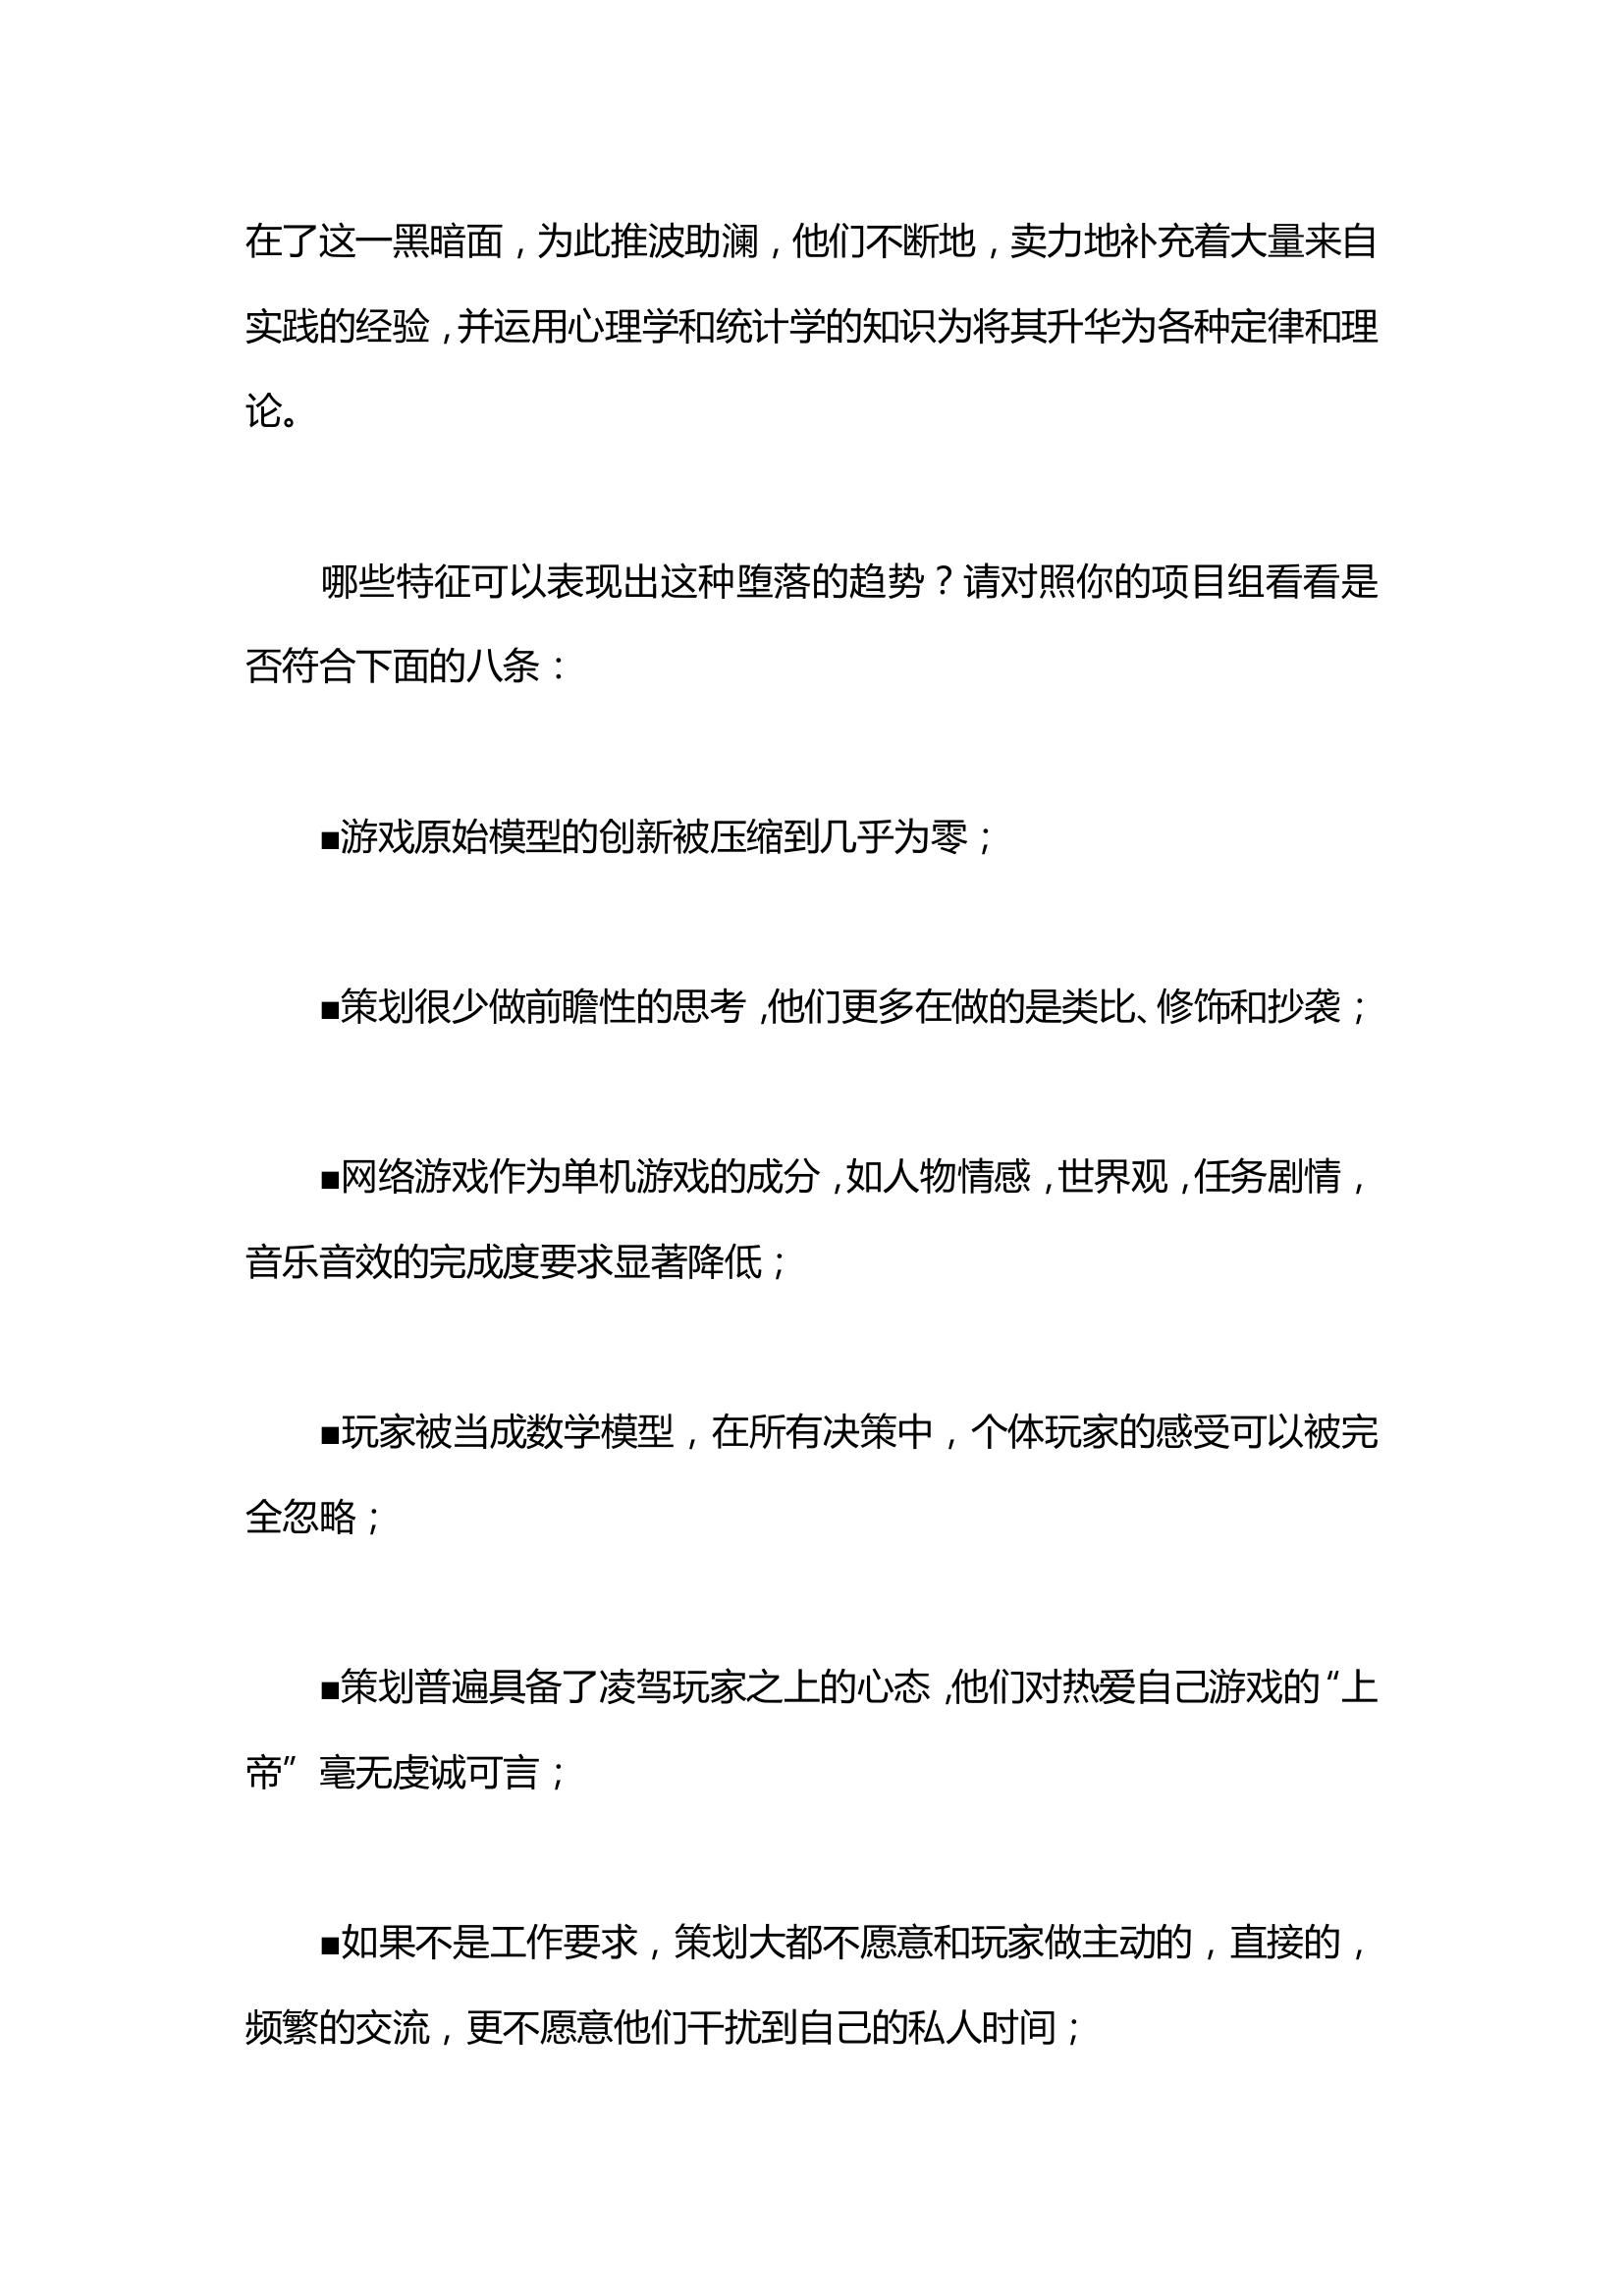 在了这一黑暗面，为此推波助澜，他们不断地，卖力地补充着大量来自
实践的经验，并运用心理学和统计学的知识为将其升华为各种定律和理
论。
哪些特征可以表现出这种堕落的趋势？请对照你的项目组看看是
否符合下面的八条：
■游戏原始模型的创新被压缩到几乎为零；
■策划很少做前瞻性的思考，他们更多在做的是类比、修饰和抄袭；
■网络游戏作为单机游戏的成分，如人物情感，世界观，任务剧情，
音乐音效的完成度要求显著降低；
■玩家被当成数学模型，在所有决策中，个体玩家的感受可以被完
全忽略；
■策划普遍具备了凌驾玩家之上的心态，他们对热爱自己游戏的“上
帝”毫无虔诚可言；
■如果不是工作要求，策划大都不愿意和玩家做主动的，直接的，
频繁的交流，更不愿意他们干扰到自己的私人时间；